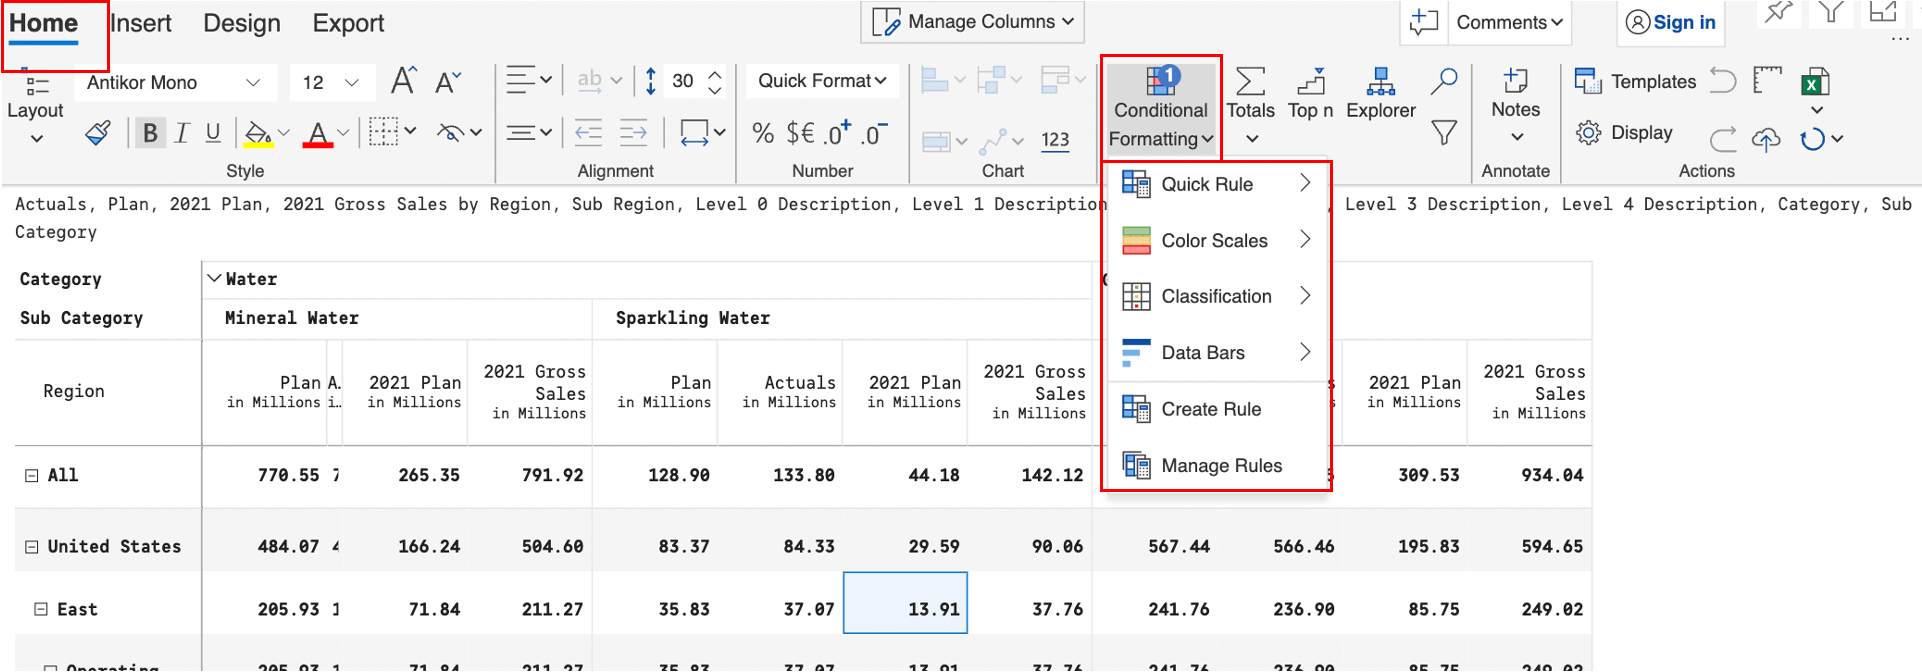 Home Insert Design Export Manage Columns Comments Sign in
Layout Antikor Mono 12 ab 30 Quick Format Conditional Formatting 1 Totals Top n Explorer Notes Templates
B I U A % $€ .0+ .0- 123 Display
Style Alignment Number Chart Annotate Actions
Quick Rule
Color Scales
Classification
Data Bars
Create Rule
Manage Rules
Actuals, Plan, 2021 Plan, 2021 Gross Sales by Region, Sub Region, Level 0 Description, Level 1 Description , Level 3 Description, Level 4 Description, Category, Sub
Category
Category Water
Sub Category Mineral Water Sparkling Water
Region Plan in Millions A.. i... 2021 Plan in Millions 2021 Gross Sales in Millions Plan in Millions Actuals in Millions 2021 Plan in Millions 2021 Gross Sales in Millions 2021 Plan in Millions 2021 Gross Sales in Millions
All 770.55 7 265.35 791.92 128.90 133.80 44.18 142.12 309.53 934.04
United States 484.07 4 166.24 504.60 83.37 84.33 29.59 90.06 567.44 566.46 195.83 594.65
East 205.93 1 71.84 211.27 35.83 37.07 13.91 37.76 241.76 236.90 85.75 249.02
Operating 205.93 1 71.84 211.27 35.83 37.07 13.91 37.76 241.76 236.90 85.75 249.02